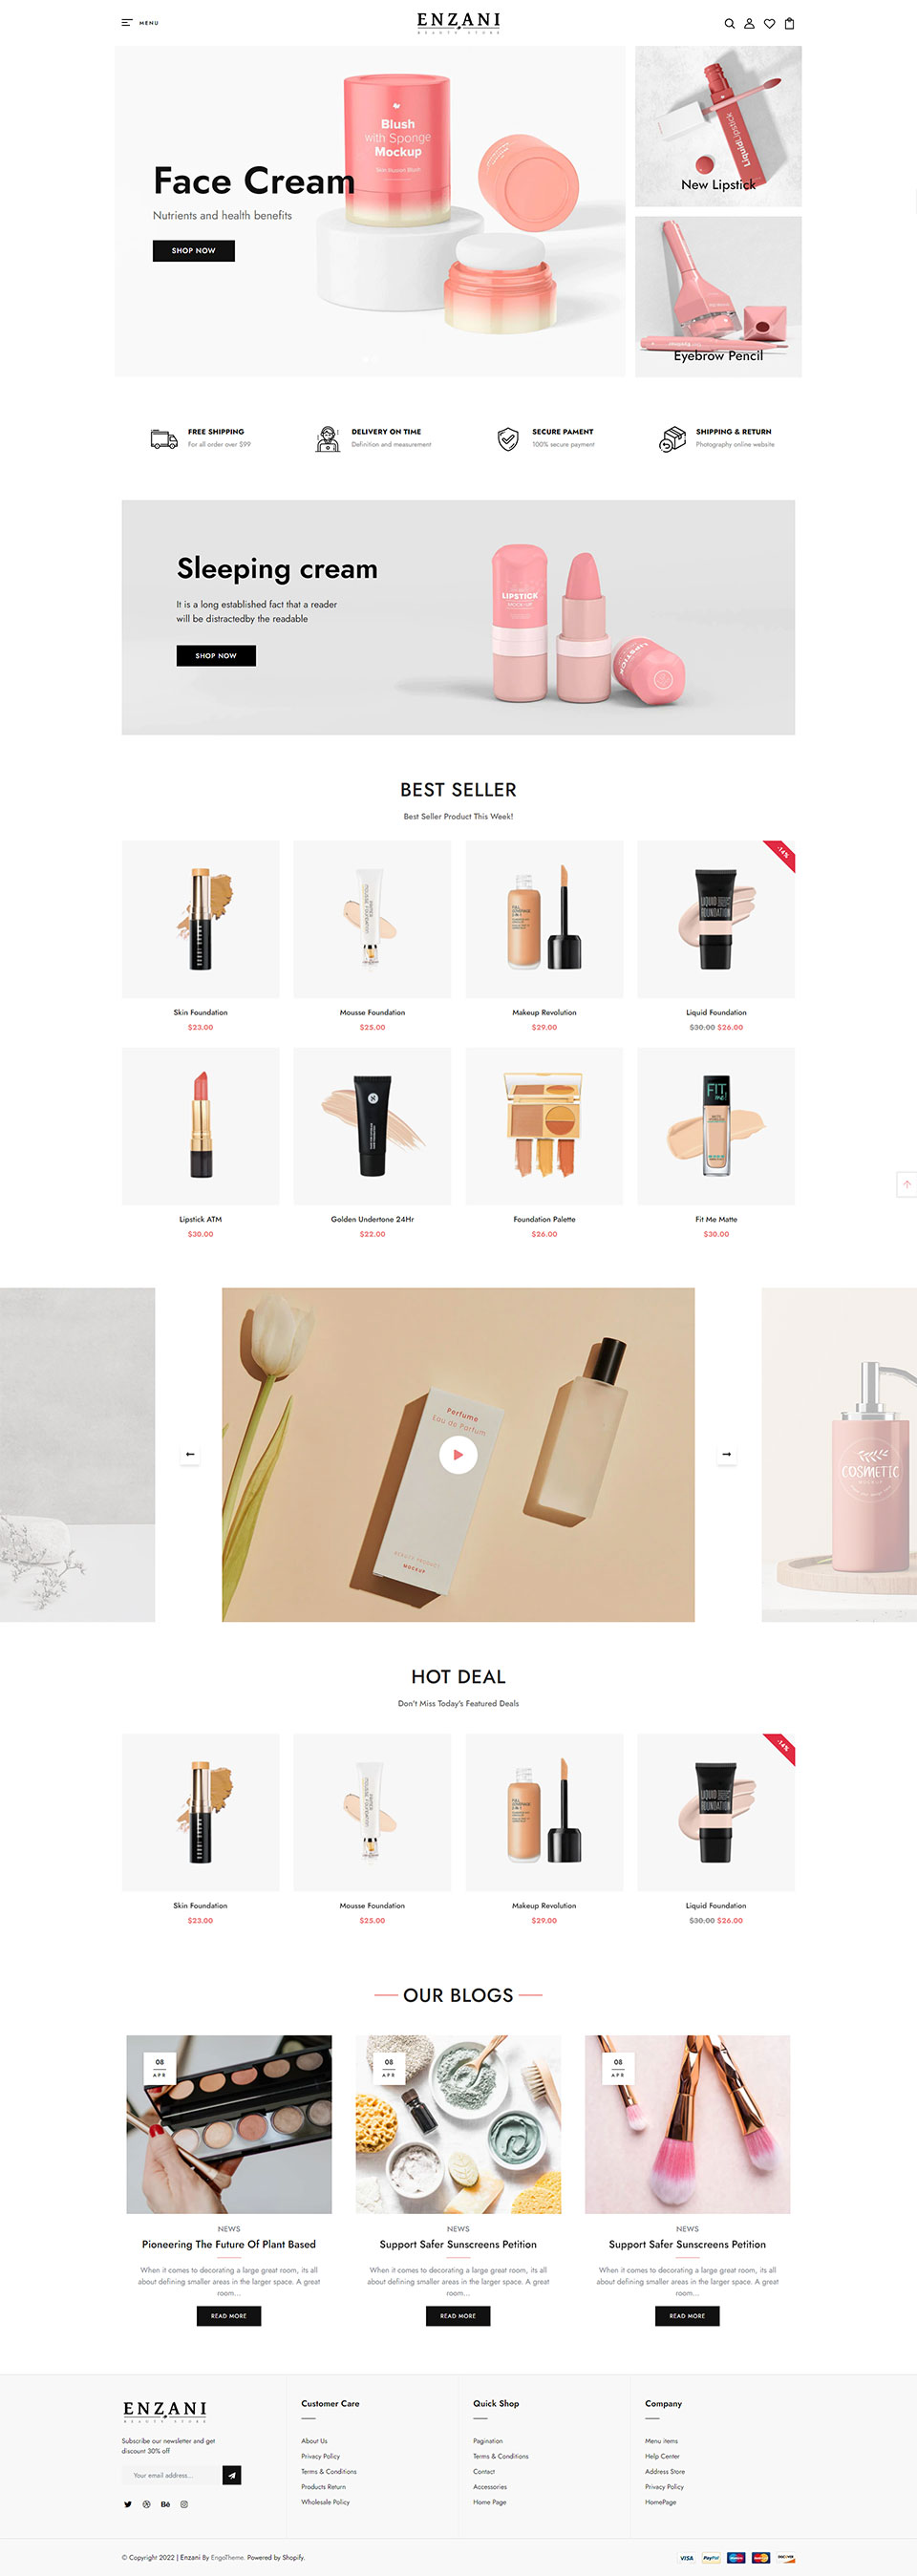 MENU
ENZANI
BEAUTY STORE
Blush
with Sponge
Mockup
Skin Illusion Blush
Face Cream
Nutrients and health benefits
SHOP NOW
Liquid Lipstick
New Lipstick
Eyebrow Pencil
FREE SHIPPING
For all order over $99
DELIVERY ON TIME
Definition and measurement
SECURE PAMENT
100% secure payment
SHIPPING & RETURN
Photography online website
Sleeping cream
It is a long established fact that a reader
will be distractedby the readable
SHOP NOW
LIPSTICK
MOCK-UP
LIPSTICK
BEST SELLER
Best Seller Product This Week!
-14%
LIQUID
FOUNDATION
Skin Foundation
$23.00
Mousse Foundation
$25.00
Makeup Revolution
$29.00
Liquid Foundation
$30.00 $26.00
FIT
me!
Lipstick ATM
$30.00
Golden Undertone 24Hr
$22.00
Foundation Palette
$26.00
Fit Me Matte
$30.00
Perfume
Eau de Parfum
BEAUTY PRODUCT
MOCKUP
COSMETIC
HOT DEAL
Don't Miss Today's Featured Deals
-14%
LIQUID
FOUNDATION
Skin Foundation
$23.00
Mousse Foundation
$25.00
Makeup Revolution
$29.00
Liquid Foundation
$30.00 $26.00
OUR BLOGS
08
APR
08
APR
08
APR
NEWS
Pioneering The Future Of Plant Based
When it comes to decorating a large great room, its all
about defining smaller areas in the larger space. A great
room...
READ MORE
NEWS
Support Safer Sunscreens Petition
When it comes to decorating a large great room, its all
about defining smaller areas in the larger space. A great
room...
READ MORE
NEWS
Support Safer Sunscreens Petition
When it comes to decorating a large great room, its all
about defining smaller areas in the larger space. A great
room...
READ MORE
ENZANI
BEAUTY STORE
Subscribe our newsletter and get
discount 30% off
Your email address...
Bē
Customer Care
About Us
Privacy Policy
Terms & Conditions
Products Return
Wholesale Policy
Quick Shop
Pagination
Terms & Conditions
Contact
Accessories
Home Page
Company
Menu items
Help Center
Address Store
Privacy Policy
HomePage
© Copyright 2022 | Enzani By EngoTheme. Powered by Shopify.
VISA
PayPal
DISCOVER